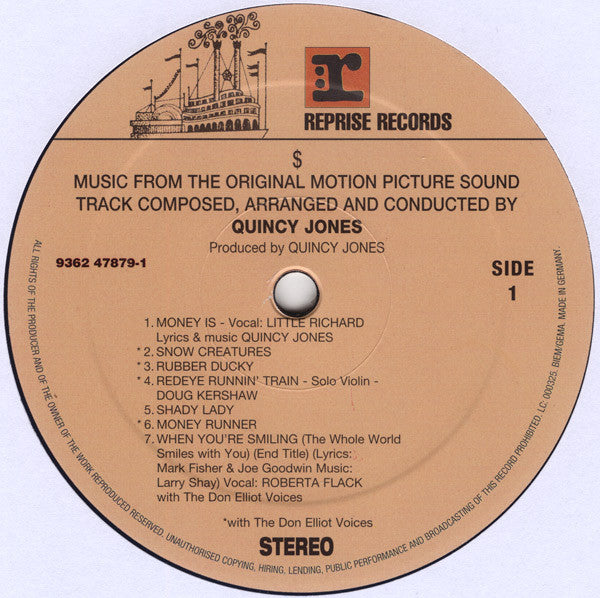 r
REPRISE RECORDS
$
MUSIC FROM THE ORIGINAL MOTION PICTURE SOUND
TRACK COMPOSED, ARRANGED AND CONDUCTED BY
QUINCY JONES
Produced by QUINCY JONES
9362 47879-1
SIDE
1
1. MONEY IS - Vocal: LITTLE RICHARD
Lyrics & music QUINCY JONES
*2. SNOW CREATURES
*3. RUBBER DUCKY
*4. REDEYE RUNNIN' TRAIN - Solo Violin -
DOUG KERSHAW
5. SHADY LADY
*6. MONEY RUNNER
7. WHEN YOU'RE SMILING (The Whole World
Smiles with You) (End Title) (Lyrics:
Mark Fisher & Joe Goodwin Music:
Larry Shay) Vocal: ROBERTA FLACK
with The Don Elliot Voices
*with The Don Elliot Voices
STEREO
ALL RIGHTS OF THE PRODUCER AND OF THE OWNER OF THE WORK REPRODUCED RESERVED. UNAUTHORISED COPYING, HIRING, LENDING, PUBLIC PERFORMANCE AND BROADCASTING OF THIS RECORD PROHIBITED. LC. 000325. BIEM/GEMA. MADE IN GERMANY.